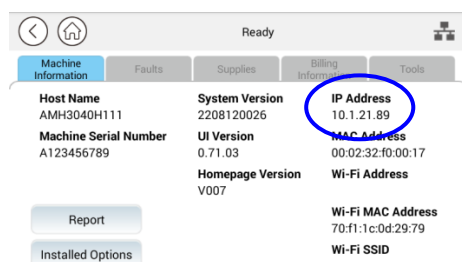 Ready
Machine
Information
Faults
Supplies
Billing
Information
Tools
Host Name
AMH3040H111
Machine Serial Number
A123456789
System Version
2208120026
UI Version
0.71.03
Homepage Version
V007
IP Address
10.1.21.89
MAC Address
00:02:32:f0:00:17
Wi-Fi Address
Wi-Fi MAC Address
70:f1:1c:0d:29:79
Wi-Fi SSID
Report
Installed Options